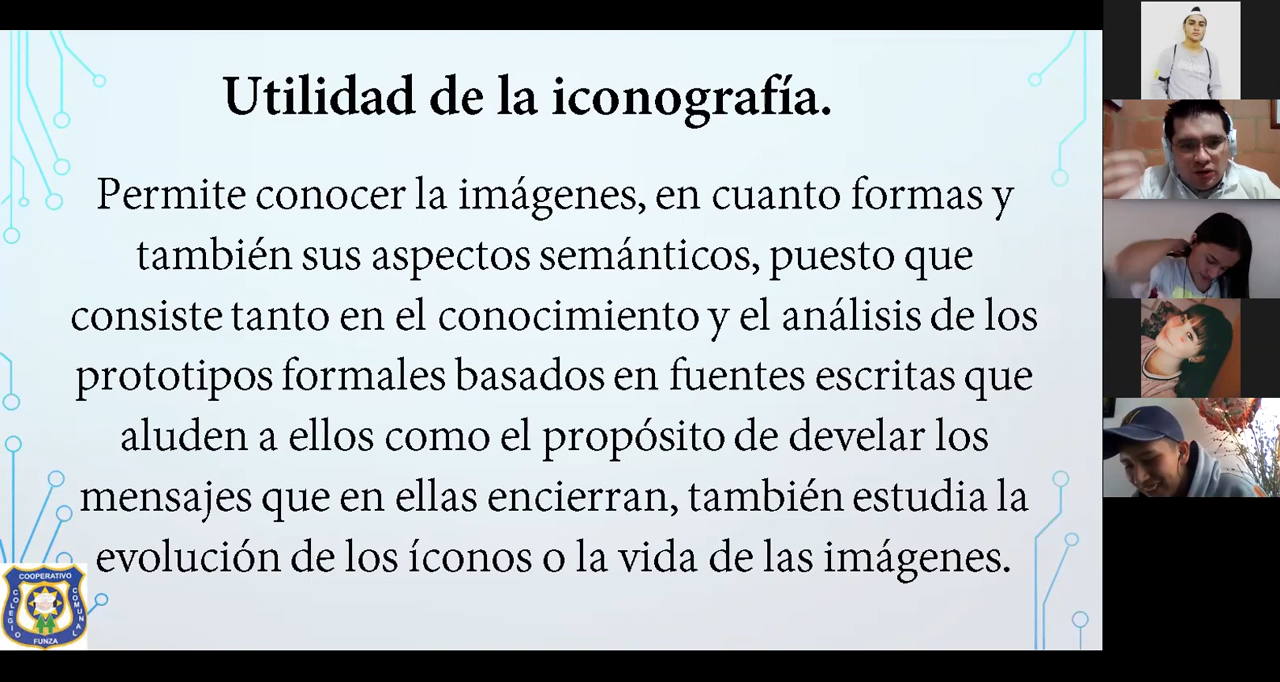 Utilidad de la iconografía.
Permite conocer la imágenes, en cuanto formas y
también sus aspectos semánticos, puesto que
consiste tanto en el conocimiento y el análisis de los
prototipos formales basados en fuentes escritas que
aluden a ellos como el propósito de develar los
mensajes que en ellas encierran, también estudia la
evolución de los íconos o la vida de las imágenes.
COOPERATIVO
COLEGIO
COMUNAL
FUNZA